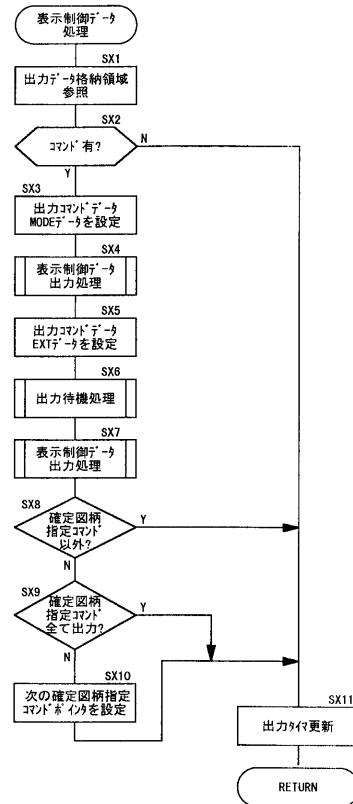 表示制御データ
処理
SX1
出力データ格納領域
参照
SX2
コマンド有?
N
Y
SX3
出力コマンドデータ
MODEデータを設定
SX4
表示制御データ
出力処理
SX5
出力コマンドデータ
EXTデータを設定
SX6
出力待機処理
SX7
表示制御データ
出力処理
SX8
確定図柄
指定コマンド
以外?
Y
N
SX9
確定図柄
指定コマンド
全て出力?
Y
N
SX10
次の確定図柄指定
コマンドポインタを設定
SX11
出力タイマ更新
RETURN